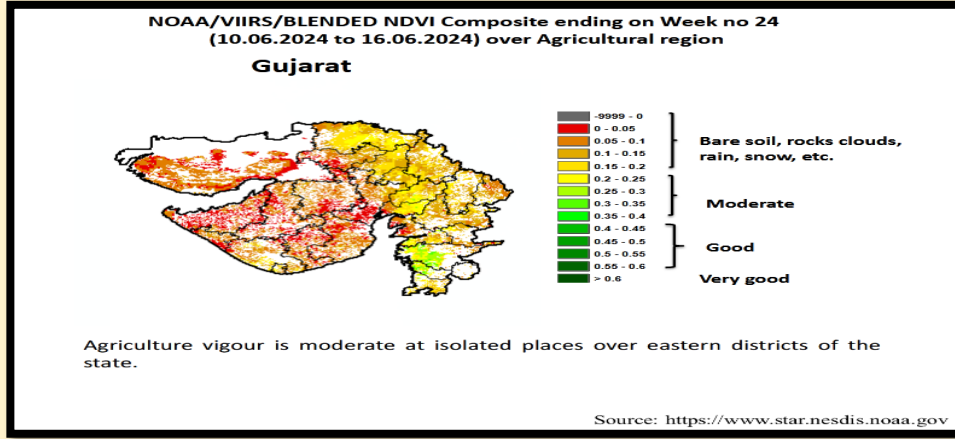 NOAA/VIIRS/BLENDED NDVI Composite ending on Week no 24
(10.06.2024 to 16.06.2024) over Agricultural region
Gujarat
-9999 - 0
0 - 0.05
0.05 - 0.1
0.1 - 0.15
0.15 - 0.2
0.2 - 0.25
0.25 - 0.3
0.3 - 0.35
0.35 - 0.4
0.4 - 0.45
0.45 - 0.5
0.5 - 0.55
0.55 - 0.6
> 0.6
Bare soil, rocks clouds,
rain, snow, etc.
Moderate
Good
Very good
Agriculture vigour is moderate at isolated places over eastern districts of the
state.
Source: https://www.star.nesdis.noaa.gov